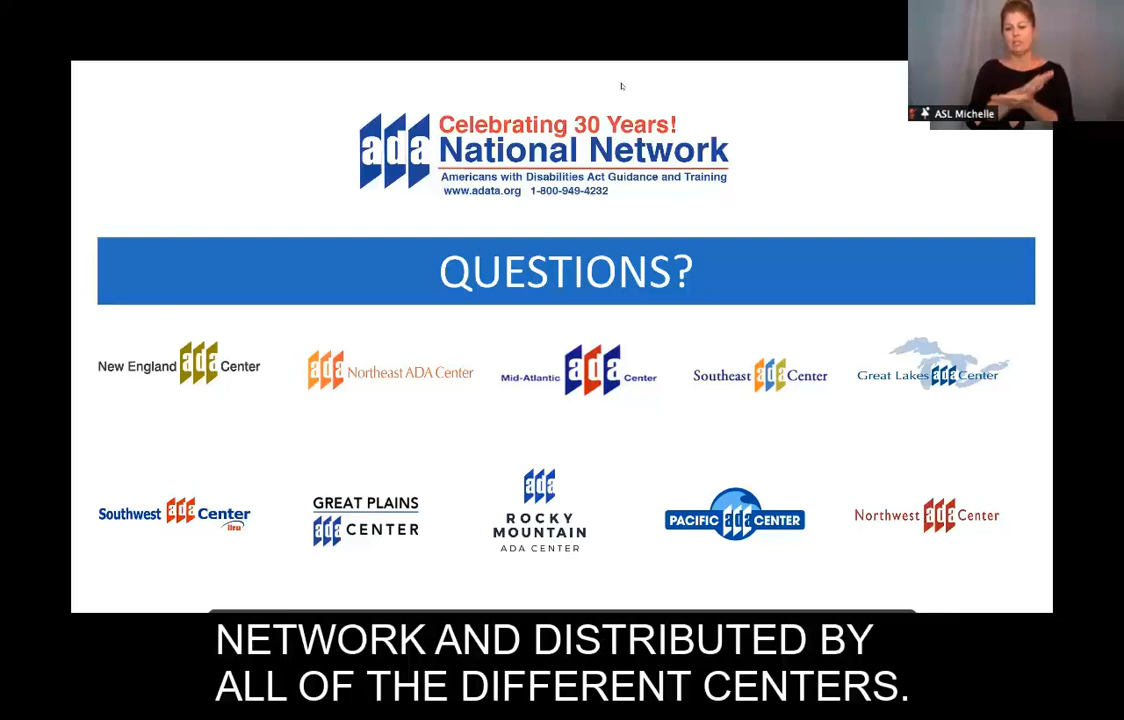 ASL Michelle
Celebrating 30 Years!
ada National Network
Americans with Disabilities Act Guidance and Training
www.adata.org 1-800-949-4232
QUESTIONS?
New England ada Center
ada Northeast ADA Center
Mid-Atlantic ada Center
Southeast ada Center
Great Lakes ada Center
Southwest ada Center
ilru
GREAT PLAINS
ada CENTER
ada
ROCKY
MOUNTAIN
ADA CENTER
PACIFIC ada CENTER
Northwest ada Center
NETWORK AND DISTRIBUTED BY
ALL OF THE DIFFERENT CENTERS.